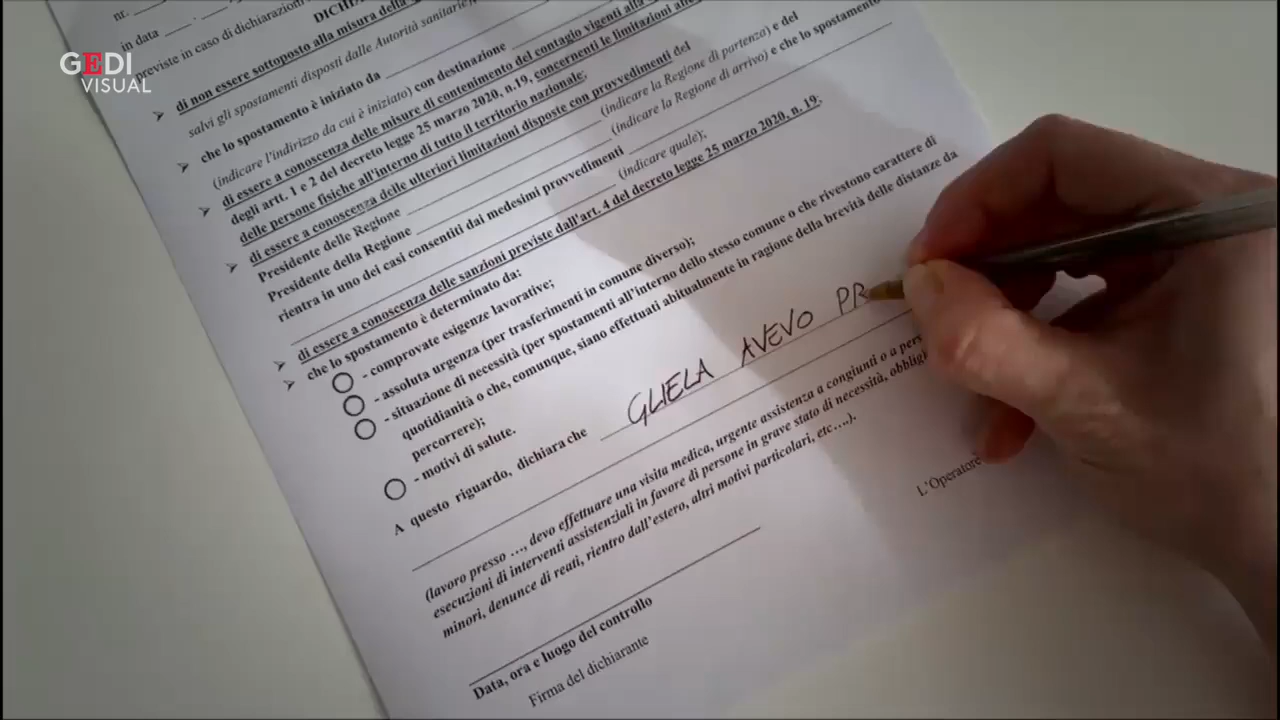 GEDI
VISUAL
nr.
in data
previste in caso di dichiarazioni
di non essere sottoposto alla misura della
salvi gli spostamenti disposti dalle Autorità sanitarie);
che lo spostamento è iniziato da con destinazione
(indicare l'indirizzo da cui è iniziato)
di essere a conoscenza delle misure di contenimento del contagio vigenti alla
degli artt. 1 e 2 del decreto legge 25 marzo 2020, n.19, concernenti le limitazioni alle
delle persone fisiche all'interno di tutto il territorio nazionale;
di essere a conoscenza delle ulteriori limitazioni disposte con provvedimenti del
Presidente delle Regione (indicare la Regione di partenza) e del
Presidente della Regione (indicare la Regione di arrivo) e che lo spostamento
rientra in uno dei casi consentiti dai medesimi provvedimenti
(indicare quale);
di essere a conoscenza delle sanzioni previste dall'art. 4 del decreto legge 25 marzo 2020, n. 19;
che lo spostamento è determinato da:
- comprovate esigenze lavorative;
- assoluta urgenza (per trasferimenti in comune diverso);
- situazione di necessità (per spostamenti all'interno dello stesso comune o che rivestono carattere di
quotidianità o che, comunque, siano effettuati abitualmente in ragione della brevità delle distanze da
percorrere);
- motivi di salute.
A questo riguardo, dichiara che GLIELA AVEVO PR
(lavoro presso …, devo effettuare una visita medica, urgente assistenza a congiunti o a pers
esecuzioni di interventi assistenziali in favore di persone in grave stato di necessità, obblighi
minori, denunce di reati, rientro dall'estero, altri motivi particolari, etc….).
Data, ora e luogo del controllo
Firma del dichiarante
L'Operatore